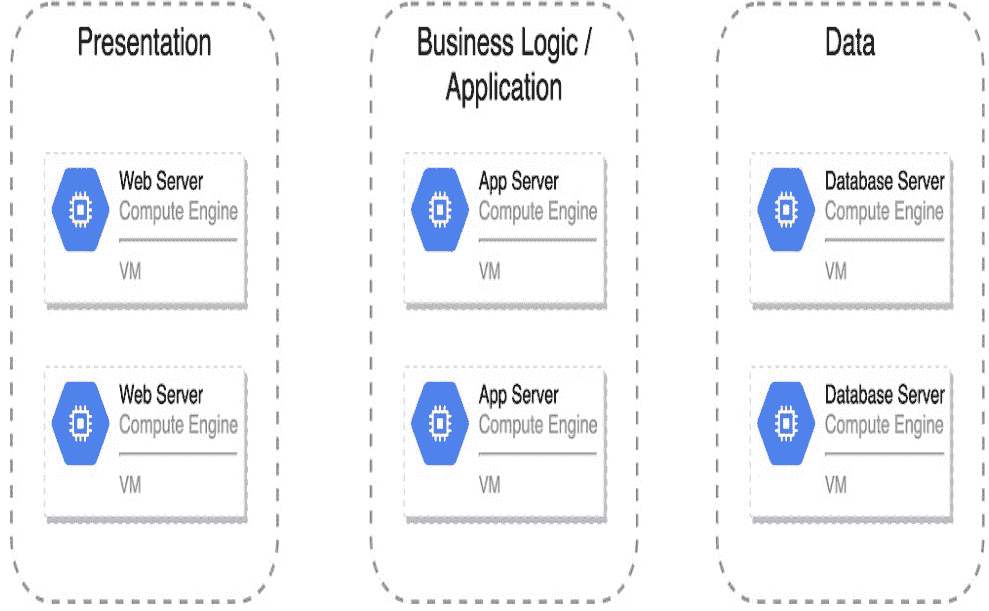 Presentation
Web Server
Compute Engine
VM
Web Server
Compute Engine
VM
Business Logic /
Application
App Server
Compute Engine
VM
App Server
Compute Engine
VM
Data
Database Server
Compute Engine
VM
Database Server
Compute Engine
VM